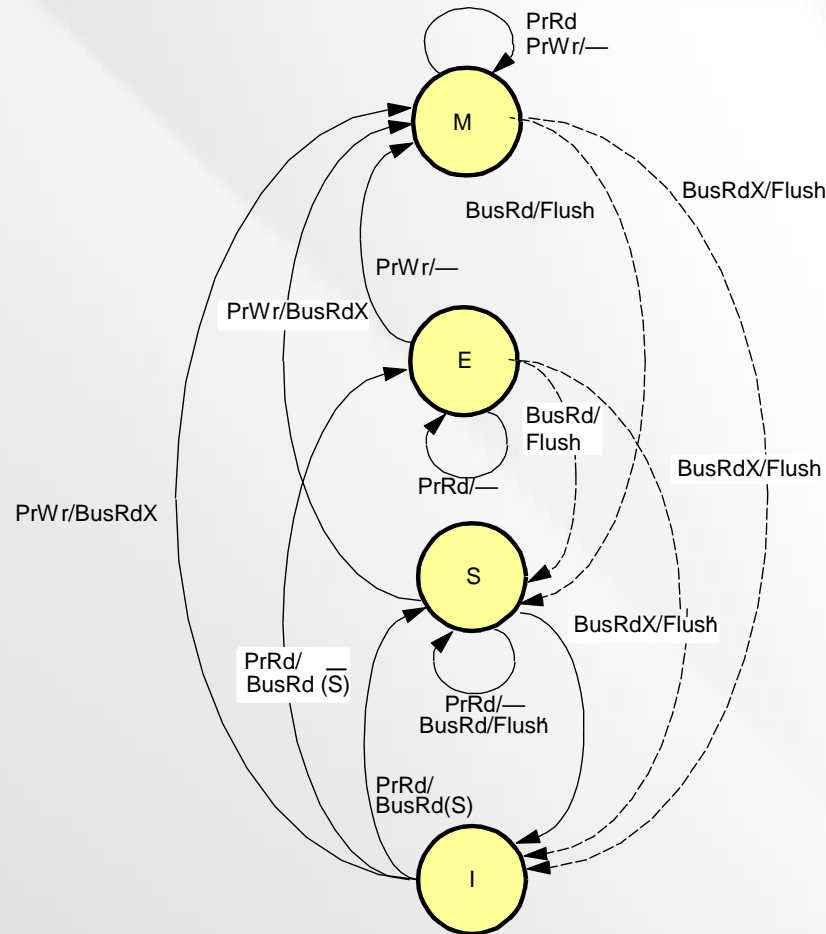 PrRd
PrWr/—
M
BusRdX/Flush
BusRd/Flush
PrWr/—
PrWr/BusRdX
E
BusRd/
Flush
BusRdX/Flush
PrRd/—
PrWr/BusRdX
S
BusRdX/Flush'
PrRd/
BusRd (S̅)
PrRd/—
BusRd/Flush'
PrRd/
BusRd(S)
I